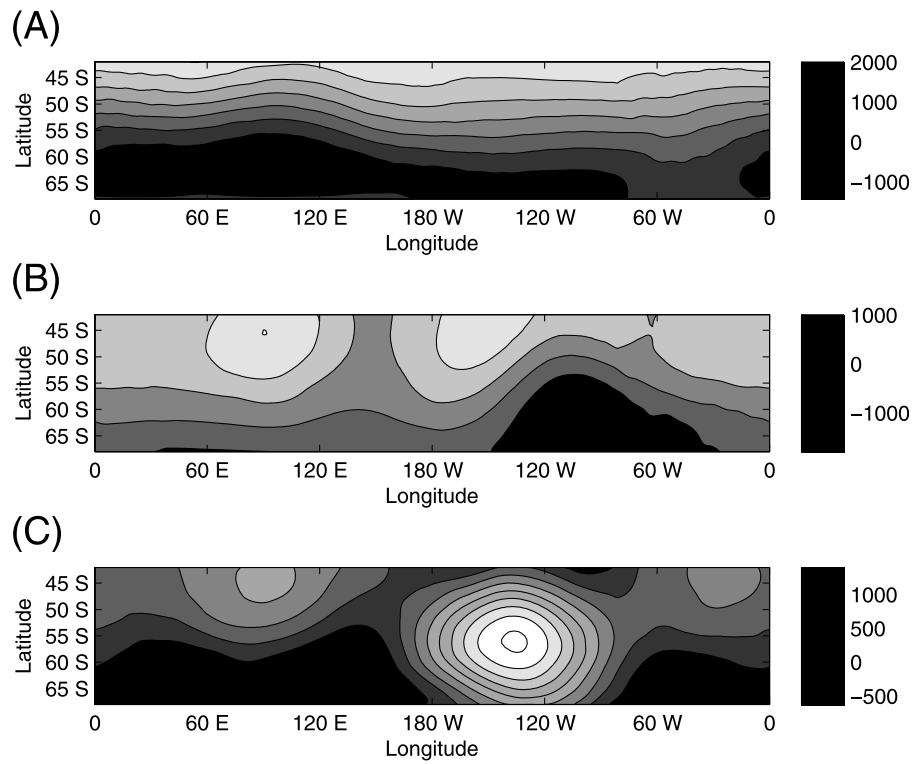 (A)
Latitude
45 S
50 S
55 S
60 S
65 S
0
60 E
120 E
180 W
120 W
60 W
0
Longitude
2000
1000
0
−1000
(B)
Latitude
45 S
50 S
55 S
60 S
65 S
0
60 E
120 E
180 W
120 W
60 W
0
Longitude
1000
0
−1000
(C)
Latitude
45 S
50 S
55 S
60 S
65 S
0
60 E
120 E
180 W
120 W
60 W
0
Longitude
1000
500
0
−500